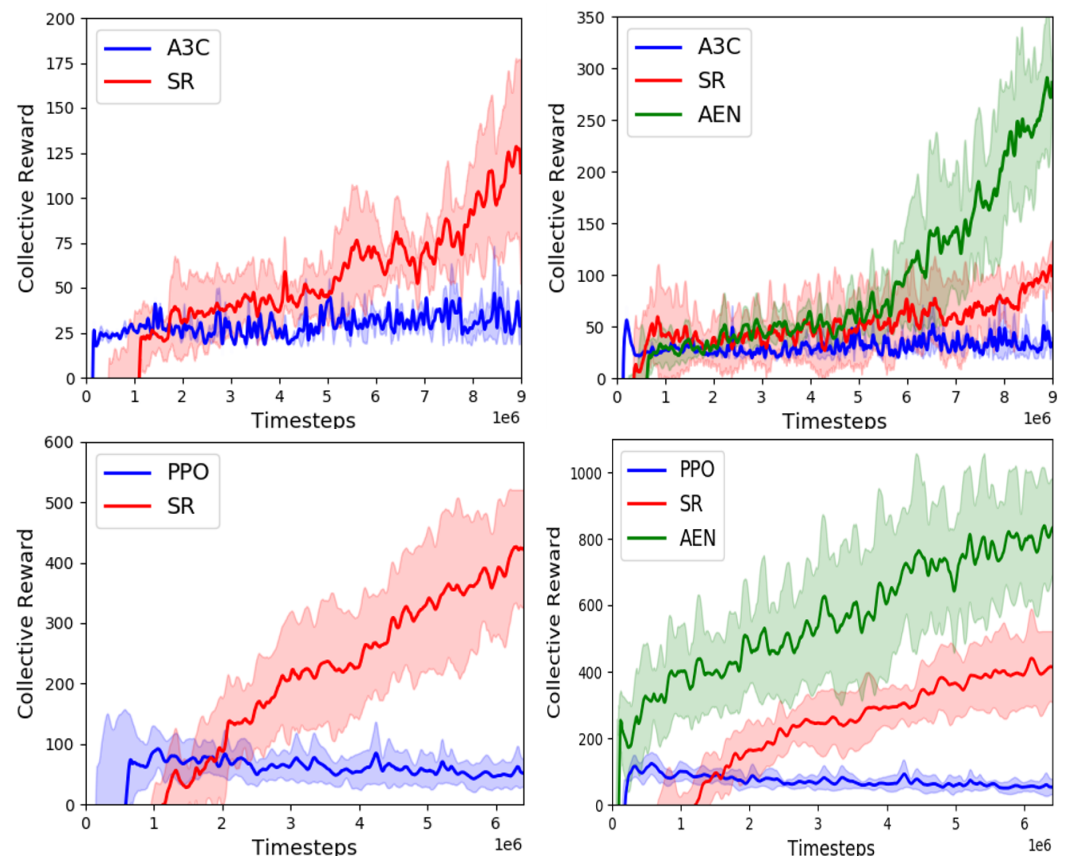 200
175
150
125
100
75
50
25
0
Collective Reward
A3C
SR
0 1 2 3 4 5 6 7 8 9
1e6
Timesteps
350
300
250
200
150
100
50
0
Collective Reward
A3C
SR
AEN
0 1 2 3 4 5 6 7 8 9
1e6
Timesteps
600
500
400
300
200
100
0
Collective Reward
PPO
SR
0 1 2 3 4 5 6
1e6
Timesteps
1000
800
600
400
200
0
Collective Reward
PPO
SR
AEN
0 1 2 3 4 5 6
1e6
Timesteps